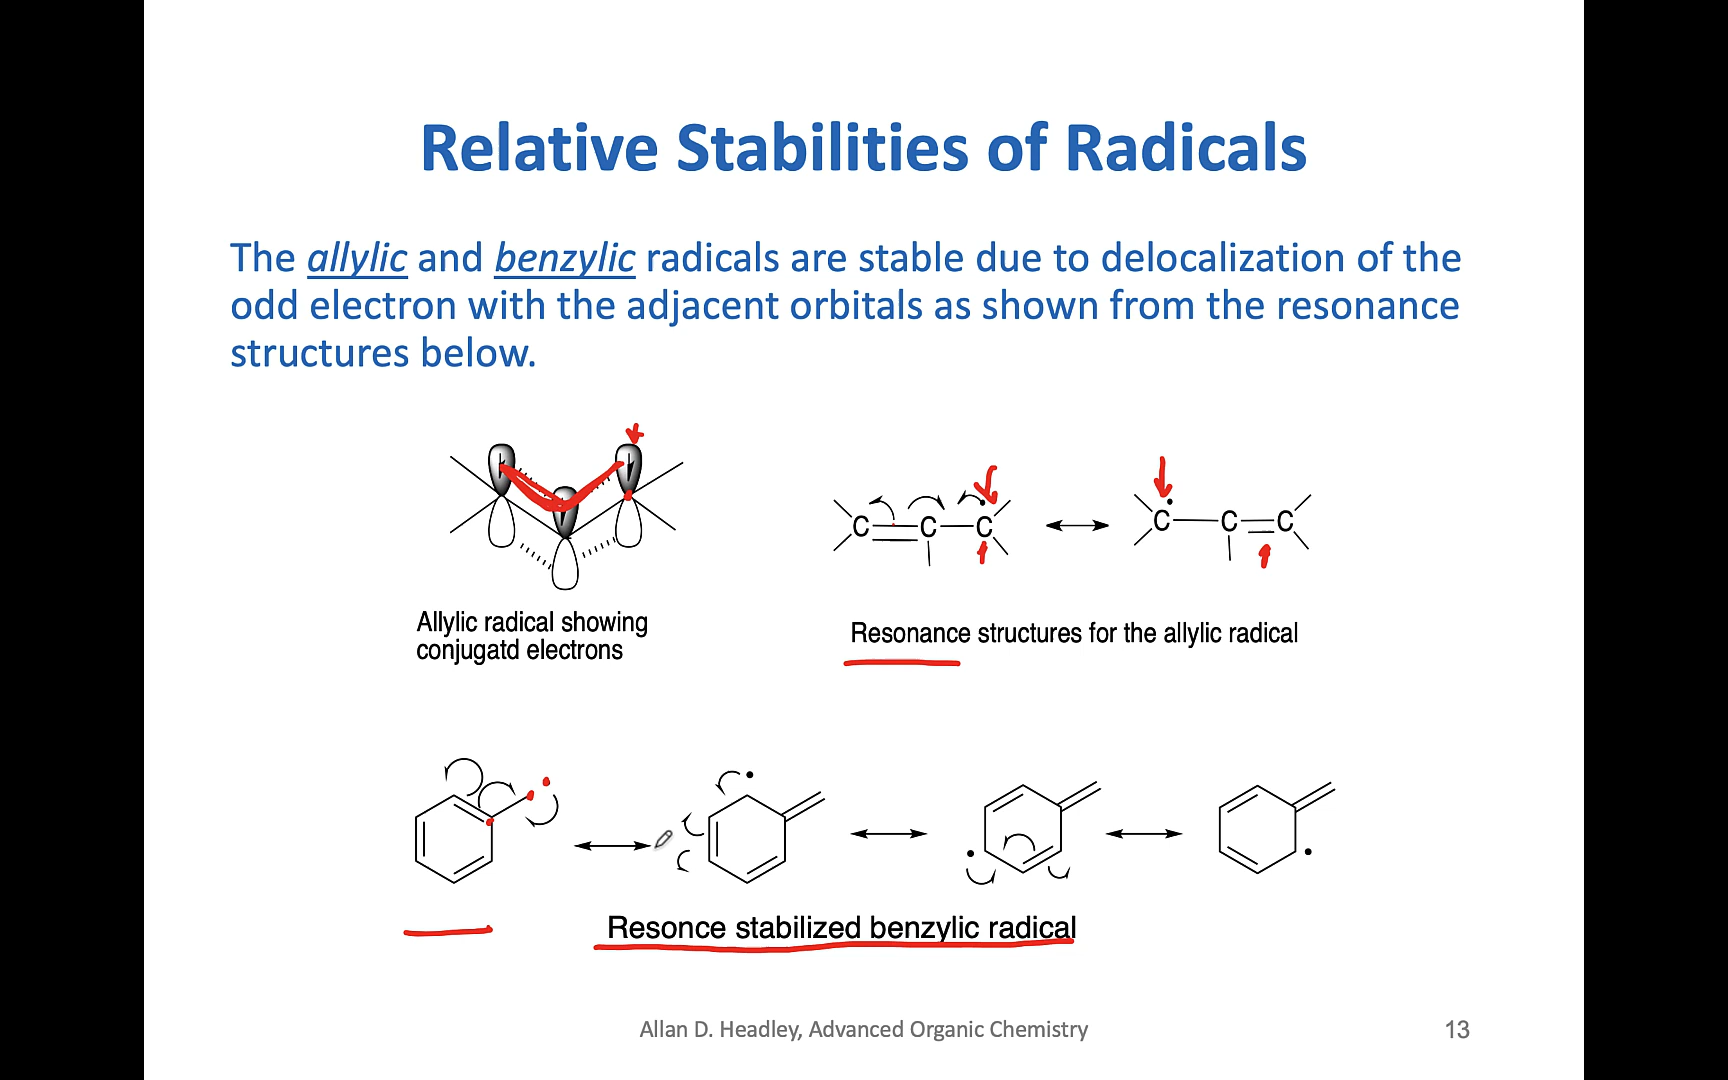 Relative Stabilities of Radicals
The allylic and benzylic radicals are stable due to delocalization of the
odd electron with the adjacent orbitals as shown from the resonance
structures below.
C C C
C C C
Allylic radical showing
conjugatd electrons
Resonance structures for the allylic radical
Resonce stabilized benzylic radical
Allan D. Headley, Advanced Organic Chemistry
13